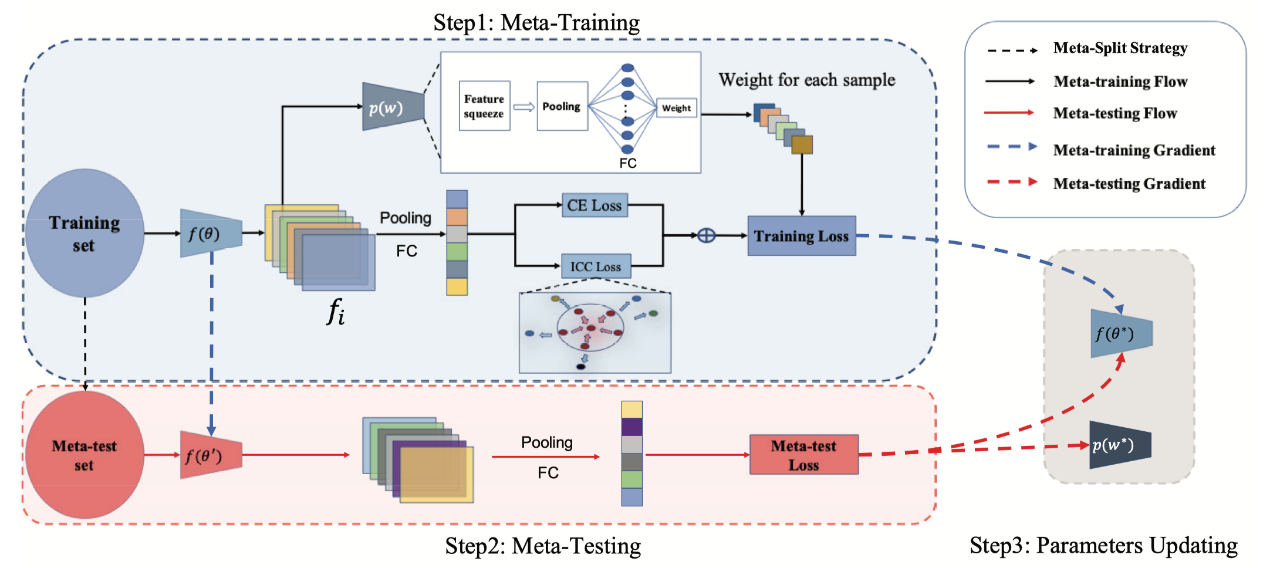 Step1: Meta-Training
Meta-Split Strategy
Meta-training Flow
Meta-testing Flow
Meta-training Gradient
Meta-testing Gradient
p(w)
Feature
squeeze
Pooling
FC
Weight
Weight for each sample
Training
set
f(θ)
f_i
Pooling
FC
CE Loss
ICC Loss
Training Loss
f(θ*)
p(w*)
Meta-test
set
f(θ′)
Pooling
FC
Meta-test
Loss
Step2: Meta-Testing
Step3: Parameters Updating